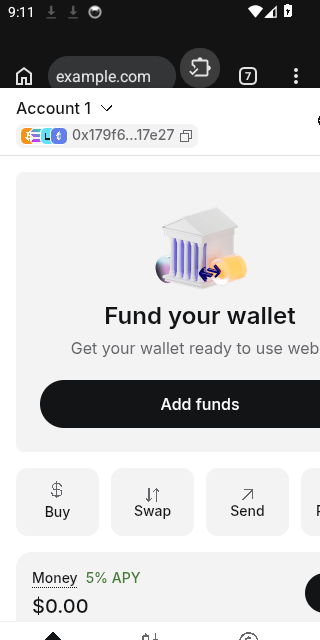 9:11
example.com
7
Account 1
0x179f6...17e27
Fund your wallet
Get your wallet ready to use web
Add funds
Buy
Swap
Send
Money 5% APY
$0.00